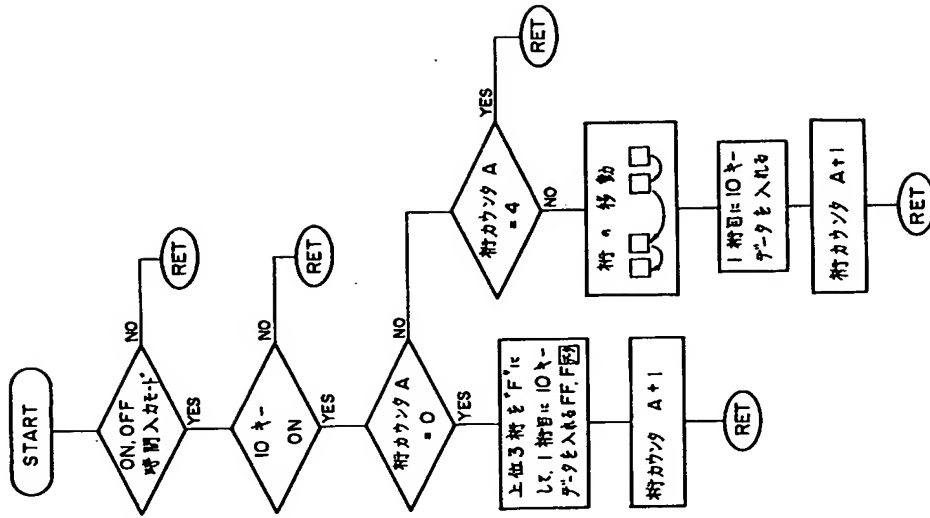 START
ON, OFF
時間入力モード
NO
RET
YES
10キー
ON
NO
RET
YES
桁カウンタ A
= 0
NO
YES
上位3桁を"F"に
して、1桁目に10キー
データを入れるFF,F
桁カウンタ A+1
RET
桁カウンタ A
= 4
YES
RET
NO
桁の移動
1桁目に10キー
データを入れる
桁カウンタ A+1
RET